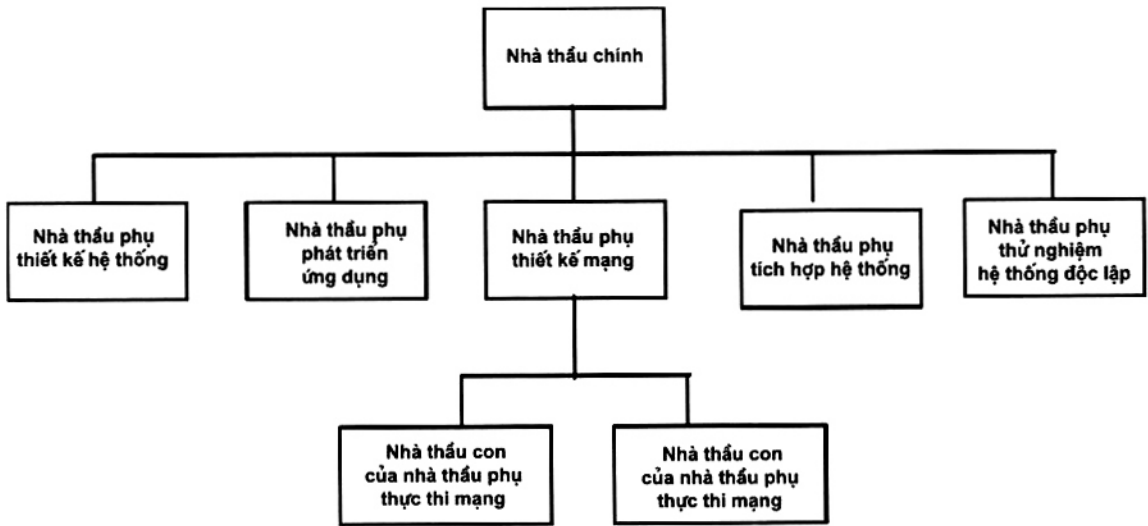 Nhà thầu chính
Nhà thầu phụ
thiết kế hệ thống
Nhà thầu phụ
phát triển
ứng dụng
Nhà thầu phụ
thiết kế mạng
Nhà thầu phụ
tích hợp hệ thống
Nhà thầu phụ
thử nghiệm
hệ thống độc lập
Nhà thầu con
của nhà thầu phụ
thực thi mạng
Nhà thầu con
của nhà thầu phụ
thực thi mạng